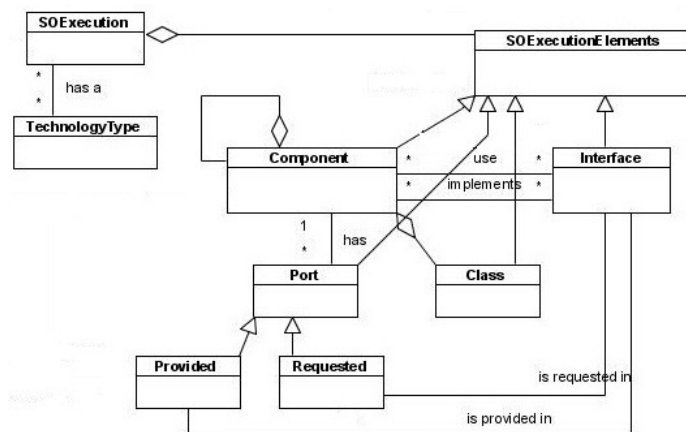 SOExecution
SOExecutionElements
*
has a
*
TechnologyType
Component
*
use
*
Interface
*
implements
*
1
has
*
Port
Class
Provided
Requested
is requested in
is provided in